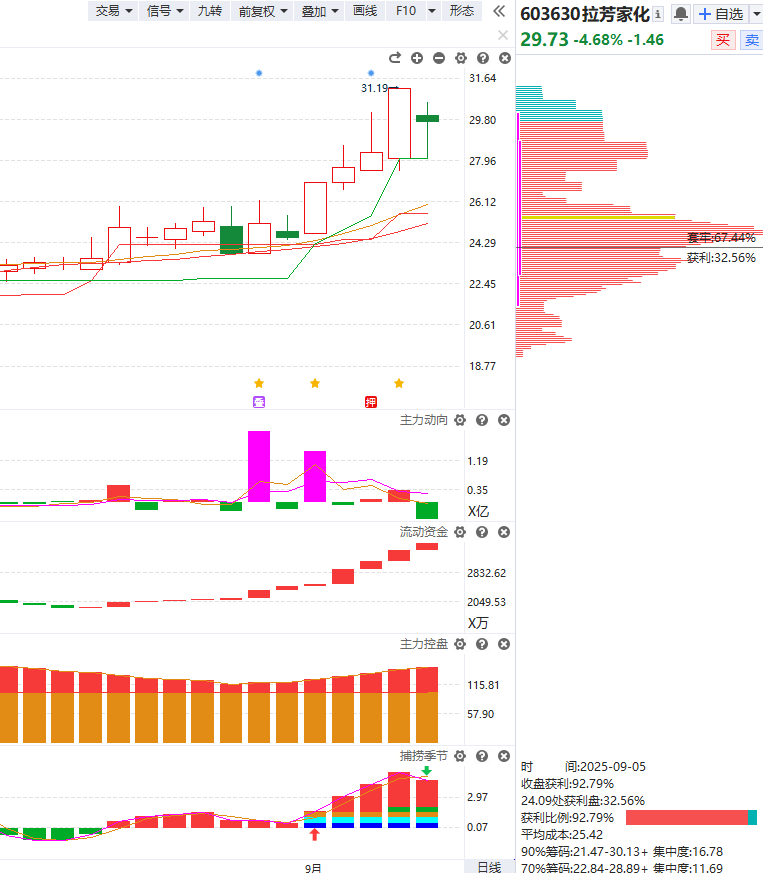 交易 信号 九转 前复权 叠加 画线 F10 形态
603630拉芳家化 自选
29.73 -4.68% -1.46 买 卖
31.64
31.19
29.80
27.96
26.12
24.29
22.45
20.61
18.77
押
套牢:67.44%
获利:32.56%
主力动向
1.19
0.35
X亿
流动资金
2832.62
2049.53
X万
主力控盘
115.81
57.90
捕捞季节
2.97
0.07
9月
日线
时 间:2025-09-05
收盘获利:92.79%
24.09处获利盘:32.56%
获利比例:92.79%
平均成本:25.42
90%筹码:21.47-30.13+ 集中度:16.78
70%筹码:22.84-28.89+ 集中度:11.69